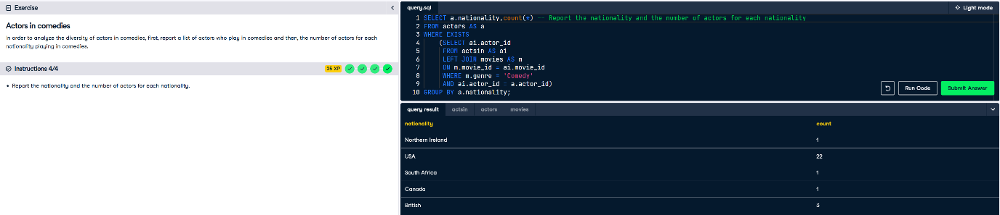 Exercise
Actors in comedies
In order to analyze the diversity of actors in comedies, first, report a list of actors who play in comedies and then, the number of actors for each
nationality playing in comedies.
Instructions 4/4
25 XP
Report the nationality and the number of actors for each nationality.
query.sql
Light mode
1 SELECT a.nationality,count(*) -- Report the nationality and the number of actors for each nationality
2 FROM actors AS a
3 WHERE EXISTS
4 (SELECT ai.actor_id
5 FROM actsin AS ai
6 LEFT JOIN movies AS m
7 ON m.movie_id = ai.movie_id
8 WHERE m.genre = 'Comedy'
9 AND ai.actor_id = a.actor_id)
10 GROUP BY a.nationality;
Run Code
Submit Answer
query result actsin actors movies
nationality count
Northern Ireland 1
USA 22
South Africa 1
Canada 1
British 3